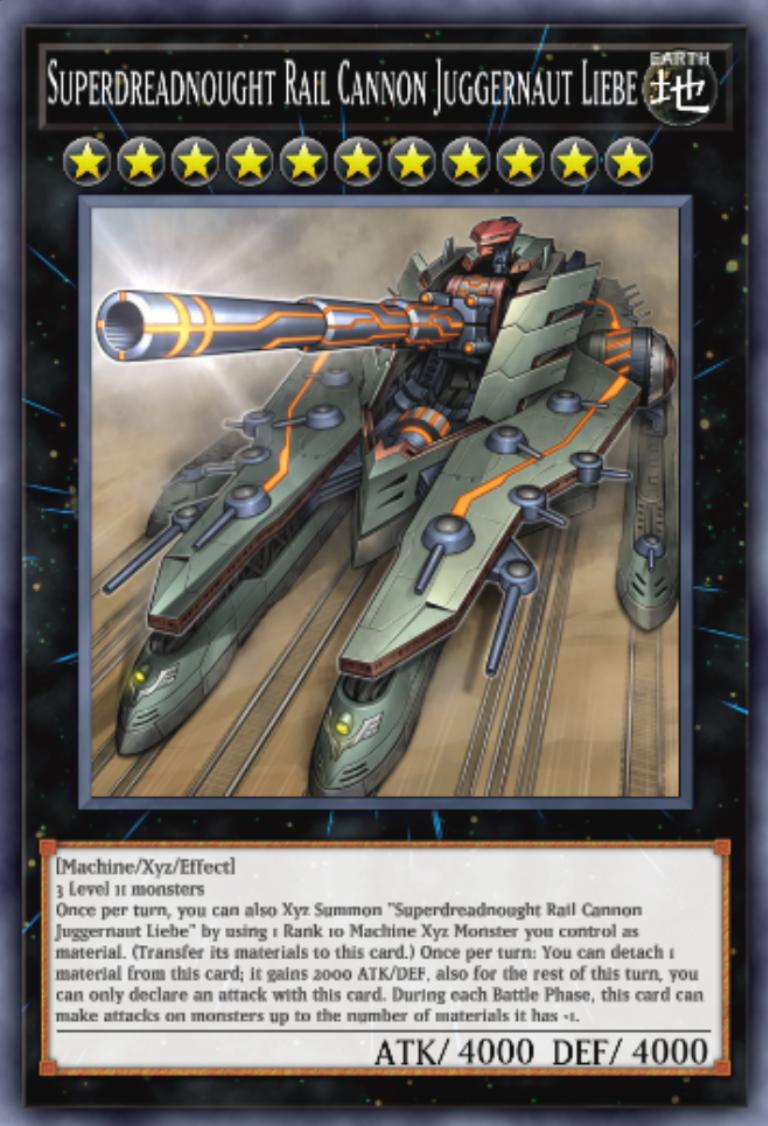 SUPERDREADNOUGHT RAIL CANNON JUGGERNAUT LIEBE
EARTH
地
[Machine/Xyz/Effect]
3 Level 11 monsters
Once per turn, you can also Xyz Summon "Superdreadnought Rail Cannon
Juggernaut Liebe" by using 1 Rank 10 Machine Xyz Monster you control as
material. (Transfer its materials to this card.) Once per turn: You can detach 1
material from this card; it gains 2000 ATK/DEF, also for the rest of this turn, you
can only declare an attack with this card. During each Battle Phase, this card can
make attacks on monsters up to the number of materials it has +1.
ATK/ 4000 DEF/ 4000